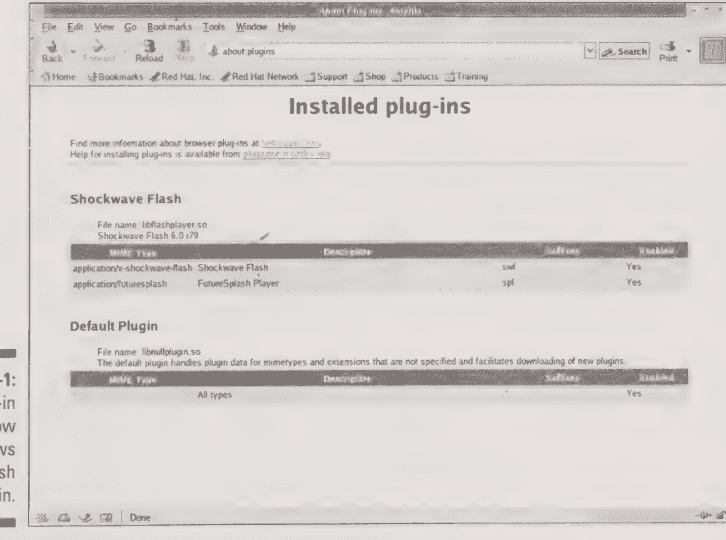 About Plug-ins - Mozilla
File Edit View Go Bookmarks Tools Window Help
Back Forward Reload Stop about plugins Search Print
Home Bookmarks Red Hat, Inc. Red Hat Network Support Shop Products Training
Installed plug-ins
Find more information about browser plug-ins at
Help for installing plug-ins is available from
Shockwave Flash
File name libflashplayer.so
Shockwave Flash 6.0 r79
MIME Type Description Suffixes Enabled
application/x-shockwave-flash Shockwave Flash swf Yes
application/futuresplash FutureSplash Player spl Yes
Default Plugin
File name libnullplugin.so
The default plugin handles plugin data for mimetypes and extensions that are not specified and facilitates downloading of new plugins.
MIME Type Description Suffixes Enabled
* All types * Yes
-1:
-in
ow
ws
sh
in.
Done